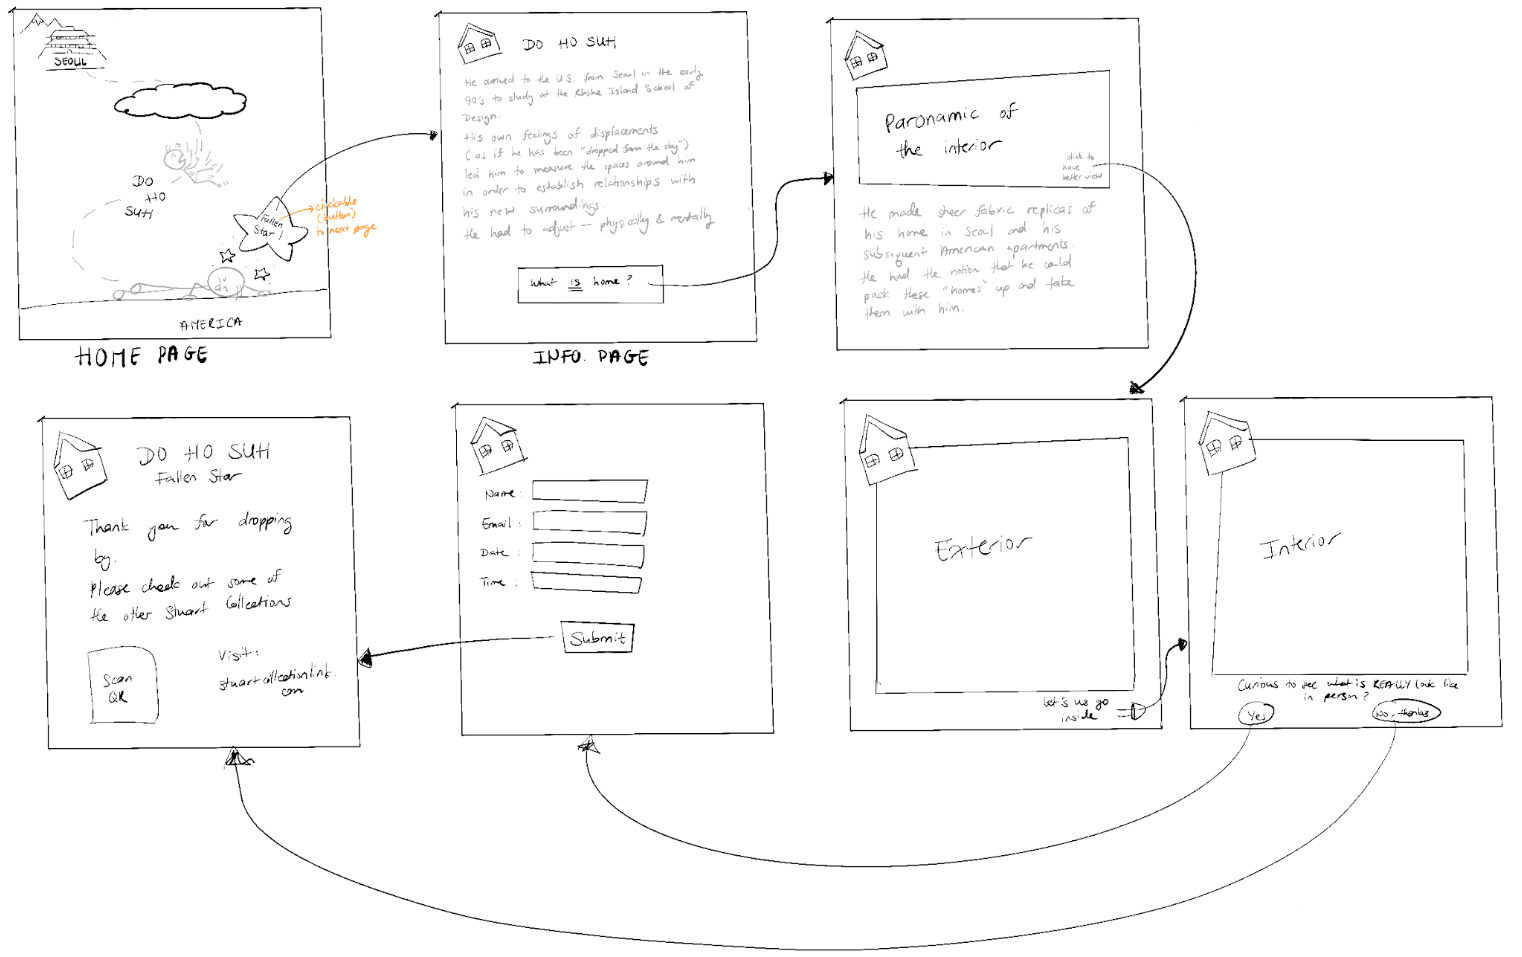 SEOUL
DO
HO
SUH
Fallen
Star!
clickable
(button)
to next page
AMERICA
HOME PAGE
DO HO SUH
He arrived to the U.S. from Seoul in the early
90's to study at the Rhode Island School of
Design.
His own feelings of displacements
(as if he has been "dropped from the sky")
led him to measure the spaces around him
in order to establish relationships with
his new surroundings.
He had to adjust -- physically & mentally
What is home?
INFO. PAGE
Paronamic of
the interior
click to
have
better view
He made sheer fabric replicas of
his home in Seoul and his
subsequent American apartments.
He had the notion that he could
pack these "homes" up and take
them with him.
DO HO SUH
Fallen Star
Thank you for dropping
by.
Please check out some of
the other Stuart Collections
Scan
QR
Visit:
stuartcollectionlink.
com
Name:
Email:
Date:
Time:
Submit
Exterior
Let's us go
inside
Interior
Curious to see what is REALLY look like
in person?
Yes
No, thanks